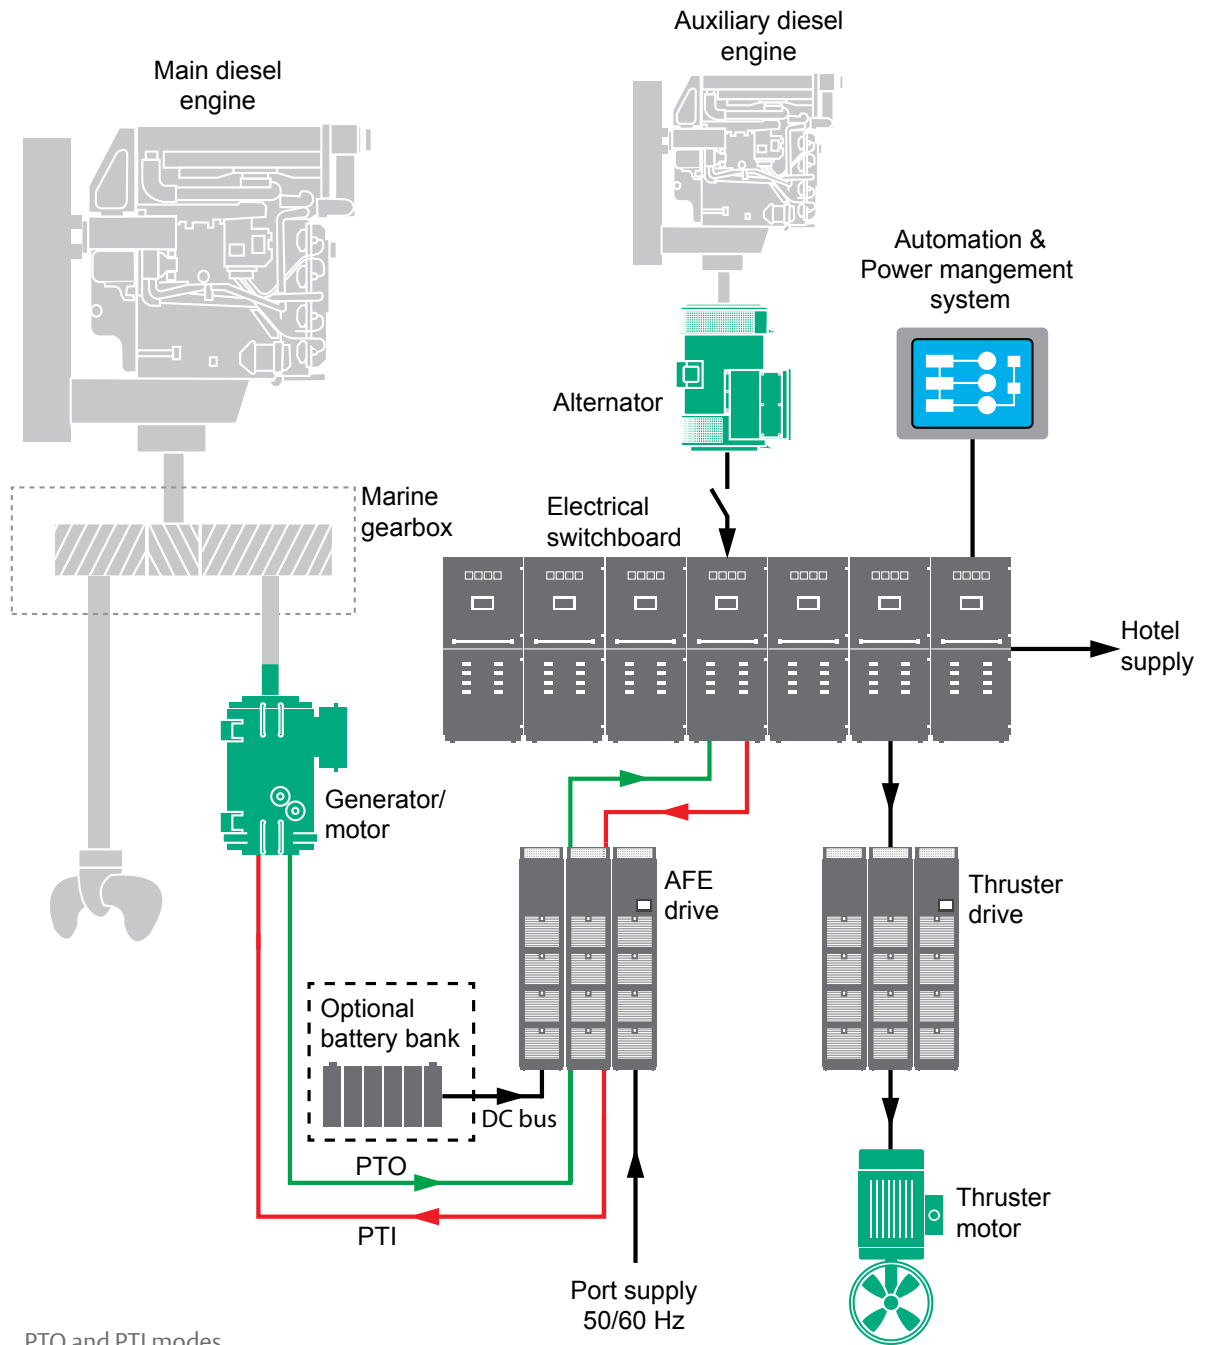 Auxiliary diesel
engine
Main diesel
engine
Automation &
Power mangement
system
Alternator
Marine
gearbox
Electrical
switchboard
Hotel
supply
Generator/
motor
AFE
drive
Thruster
drive
Optional
battery bank
DC bus
PTO
PTI
Thruster
motor
Port supply
50/60 Hz
PTO and PTI modes